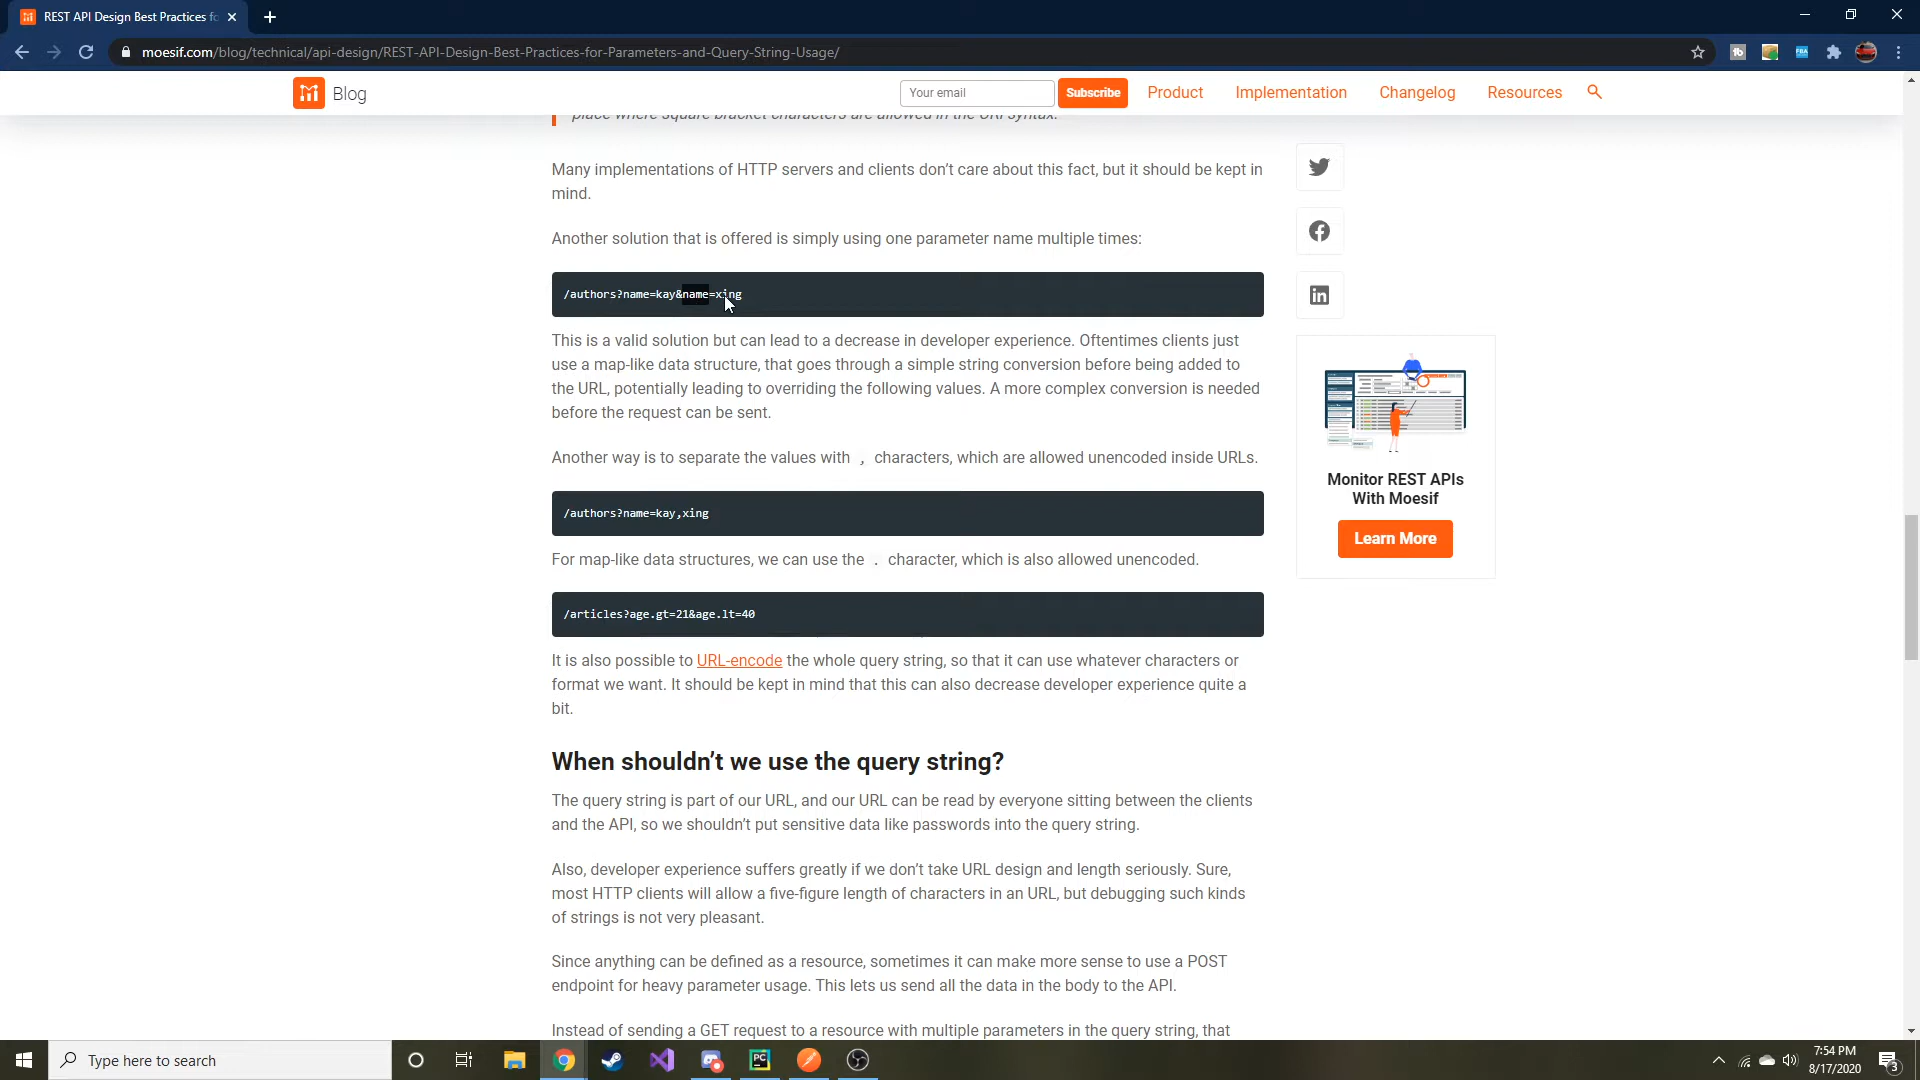 REST API Design Best Practices fo
moesif.com/blog/technical/api-design/REST-API-Design-Best-Practices-for-Parameters-and-Query-String-Usage/
Blog
Your email
Subscribe
Product
Implementation
Changelog
Resources
place where square bracket characters are allowed in the URI syntax.
Many implementations of HTTP servers and clients don’t care about this fact, but it should be kept in
mind.
Another solution that is offered is simply using one parameter name multiple times:
/authors?name=kay&name=xing
This is a valid solution but can lead to a decrease in developer experience. Oftentimes clients just
use a map-like data structure, that goes through a simple string conversion before being added to
the URL, potentially leading to overriding the following values. A more complex conversion is needed
before the request can be sent.
Another way is to separate the values with , characters, which are allowed unencoded inside URLs.
/authors?name=kay,xing
For map-like data structures, we can use the . character, which is also allowed unencoded.
/articles?age.gt=21&age.lt=40
It is also possible to URL-encode the whole query string, so that it can use whatever characters or
format we want. It should be kept in mind that this can also decrease developer experience quite a
bit.
When shouldn’t we use the query string?
The query string is part of our URL, and our URL can be read by everyone sitting between the clients
and the API, so we shouldn’t put sensitive data like passwords into the query string.
Also, developer experience suffers greatly if we don’t take URL design and length seriously. Sure,
most HTTP clients will allow a five-figure length of characters in an URL, but debugging such kinds
of strings is not very pleasant.
Since anything can be defined as a resource, sometimes it can make more sense to use a POST
endpoint for heavy parameter usage. This lets us send all the data in the body to the API.
Instead of sending a GET request to a resource with multiple parameters in the query string, that
Monitor REST APIs
With Moesif
Learn More
Type here to search
PC
7:54 PM
8/17/2020
3